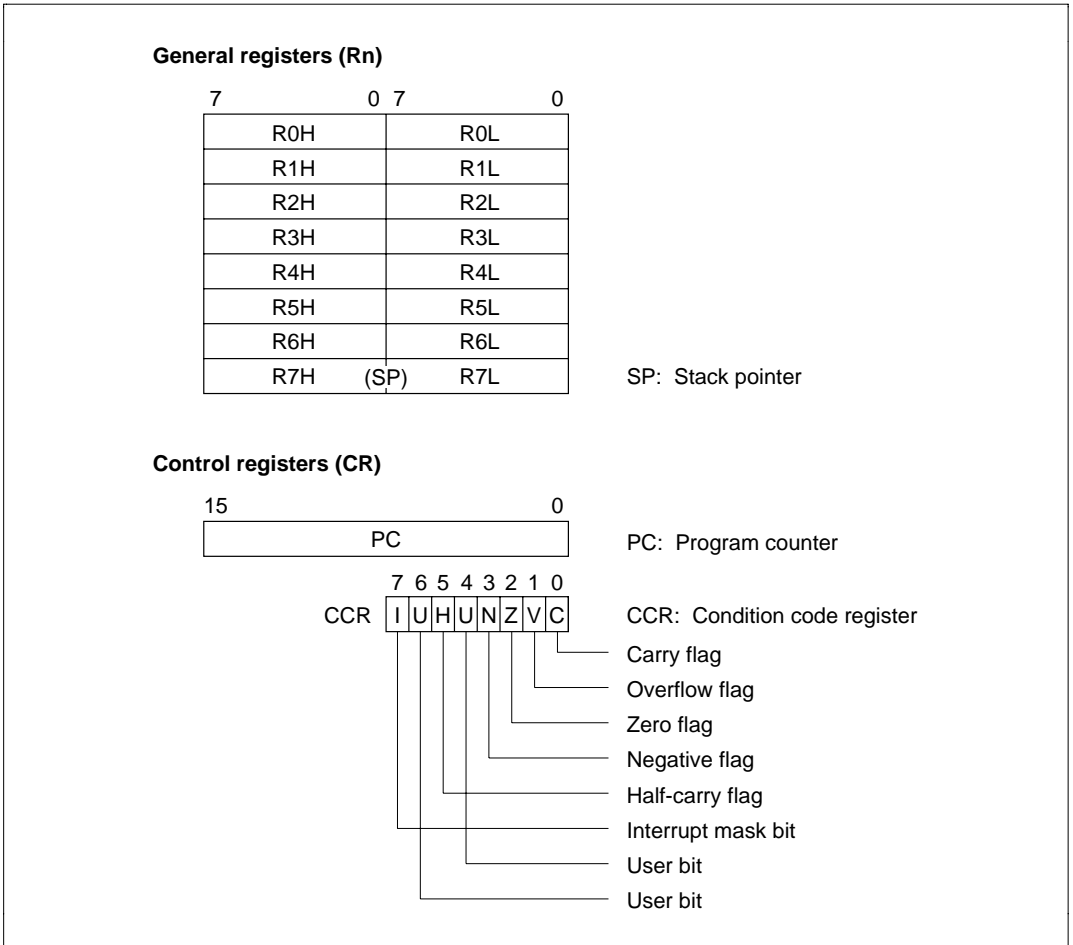 General registers (Rn)
7 0 7 0
R0H R0L
R1H R1L
R2H R2L
R3H R3L
R4H R4L
R5H R5L
R6H R6L
R7H (SP) R7L SP: Stack pointer
Control registers (CR)
15 0
PC PC: Program counter
7 6 5 4 3 2 1 0
CCR I U H U N Z V C CCR: Condition code register
Carry flag
Overflow flag
Zero flag
Negative flag
Half-carry flag
Interrupt mask bit
User bit
User bit